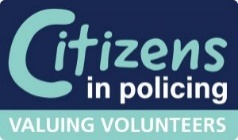 Citizens
in policing
VALUING VOLUNTEERS